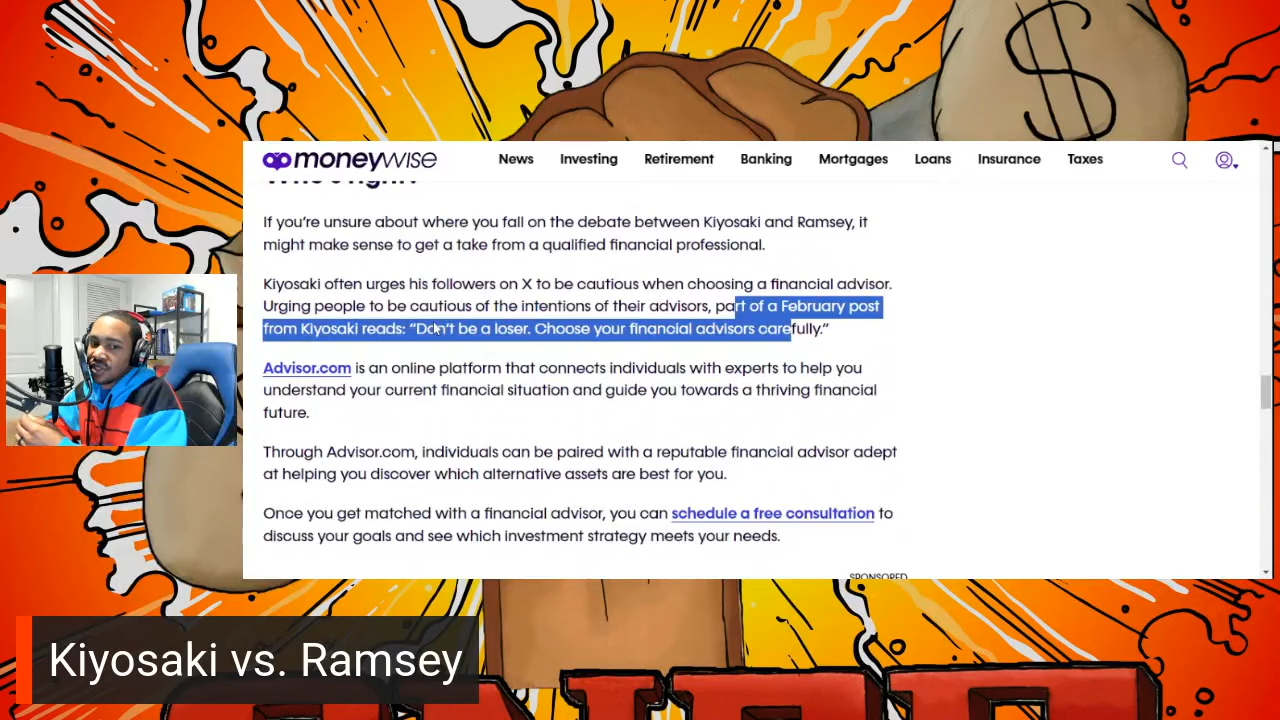 moneywise
News Investing Retirement Banking Mortgages Loans Insurance Taxes
If you're unsure about where you fall on the debate between Kiyosaki and Ramsey, it
might make sense to get a take from a qualified financial professional.
Kiyosaki often urges his followers on X to be cautious when choosing a financial advisor.
Urging people to be cautious of the intentions of their advisors, part of a February post
from Kiyosaki reads: “Don't be a loser. Choose your financial advisors carefully.”
Advisor.com is an online platform that connects individuals with experts to help you
understand your current financial situation and guide you towards a thriving financial
future.
Through Advisor.com, individuals can be paired with a reputable financial advisor adept
at helping you discover which alternative assets are best for you.
Once you get matched with a financial advisor, you can schedule a free consultation to
discuss your goals and see which investment strategy meets your needs.
SPONSORED
Kiyosaki vs. Ramsey